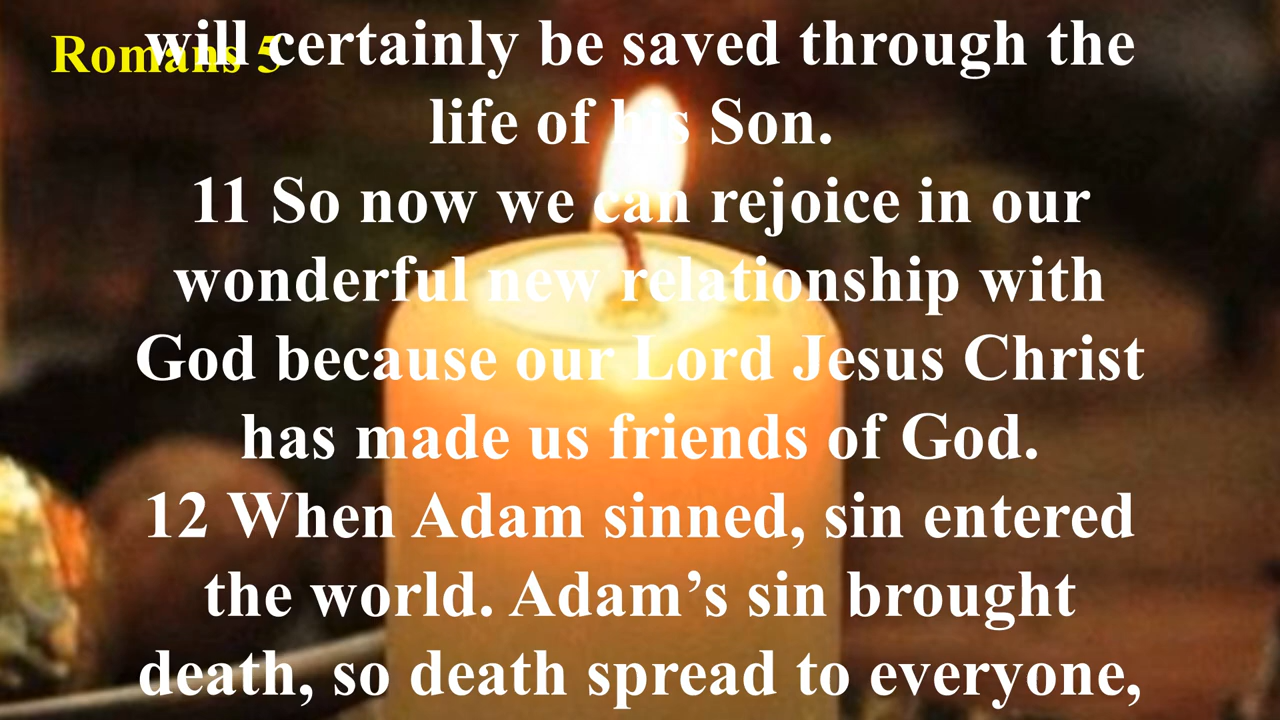 Romans 5
will certainly be saved through the
life of his Son.
11 So now we can rejoice in our
wonderful new relationship with
God because our Lord Jesus Christ
has made us friends of God.
12 When Adam sinned, sin entered
the world. Adam’s sin brought
death, so death spread to everyone,